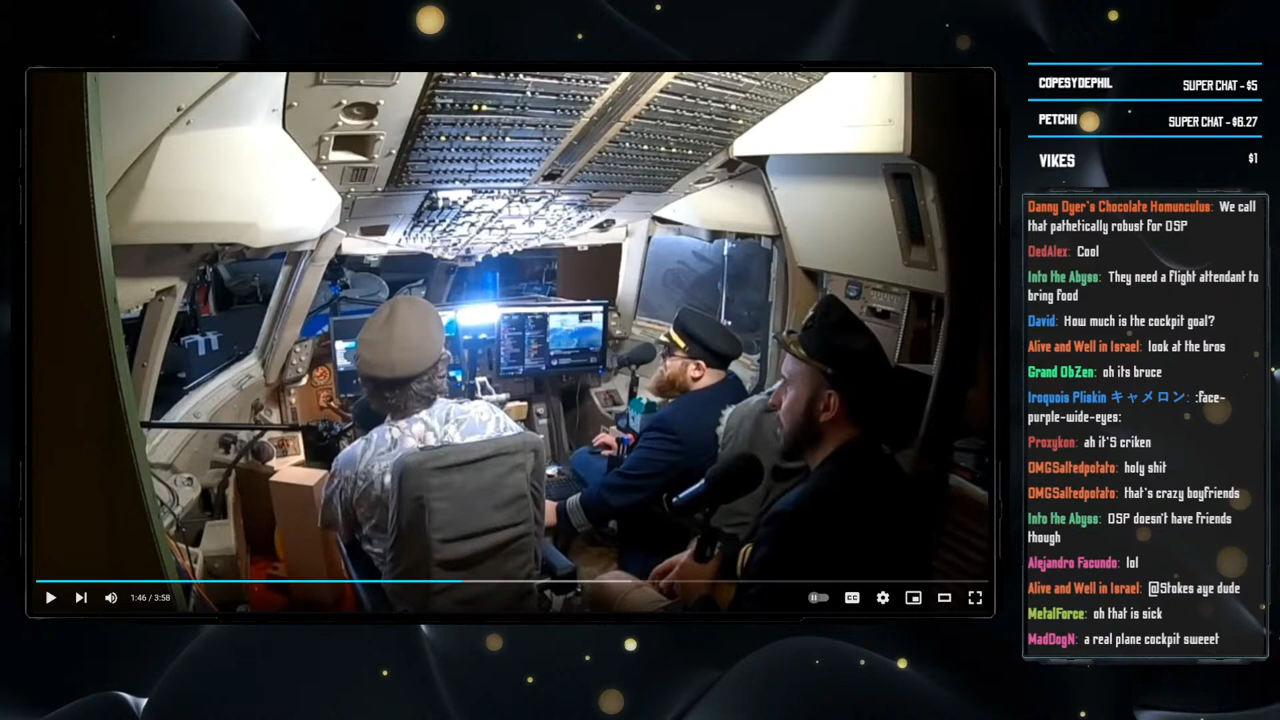 COPESYDEPHIL SUPER CHAT - $5
PETCHII SUPER CHAT - $6.27
VIKES $1
Danny Dyer's Chocolate Homunculus: We call
that pathetically robust for OSP
DedAlex: Cool
Into the Abyss: They need a flight attendant to
bring food
David: How much is the cockpit goal?
Alive and Well in Israel: look at the bros
Grand ObZen: oh its bruce
Iroquois Pliskin キャメロン: :face-
purple-wide-eyes:
Proxykon: ah it'S criken
OMGSaltedpotato: holy shit
OMGSaltedpotato: that's crazy boyfriends
Into the Abyss: OSP doesn't have friends
though
Alejandro Facundo: lol
Alive and Well in Israel: @Stokes aye dude
MetalForce: oh that is sick
MadDogN: a real plane cockpit sweeet
1:46 / 3:58
CC